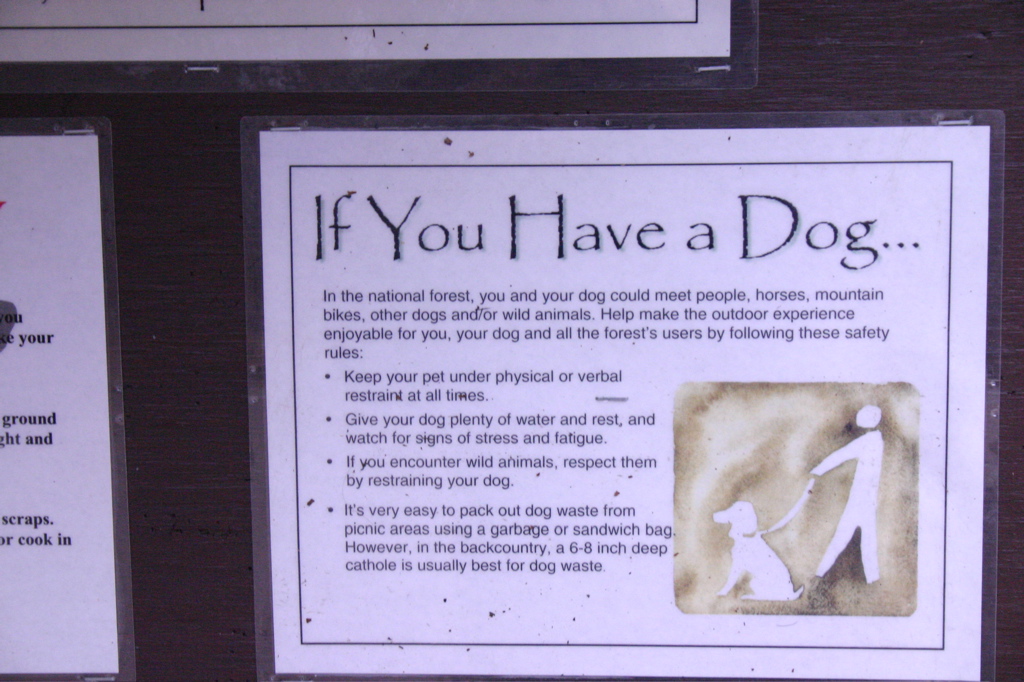 you
ke your
ground
ght and
scraps.
or cook in
If You Have a Dog...
In the national forest, you and your dog could meet people, horses, mountain
bikes, other dogs and/or wild animals. Help make the outdoor experience
enjoyable for you, your dog and all the forest's users by following these safety
rules:
• Keep your pet under physical or verbal
restraint at all times.
• Give your dog plenty of water and rest, and
watch for signs of stress and fatigue.
• If you encounter wild animals, respect them
by restraining your dog.
• It's very easy to pack out dog waste from
picnic areas using a garbage or sandwich bag.
However, in the backcountry, a 6-8 inch deep
cathole is usually best for dog waste.